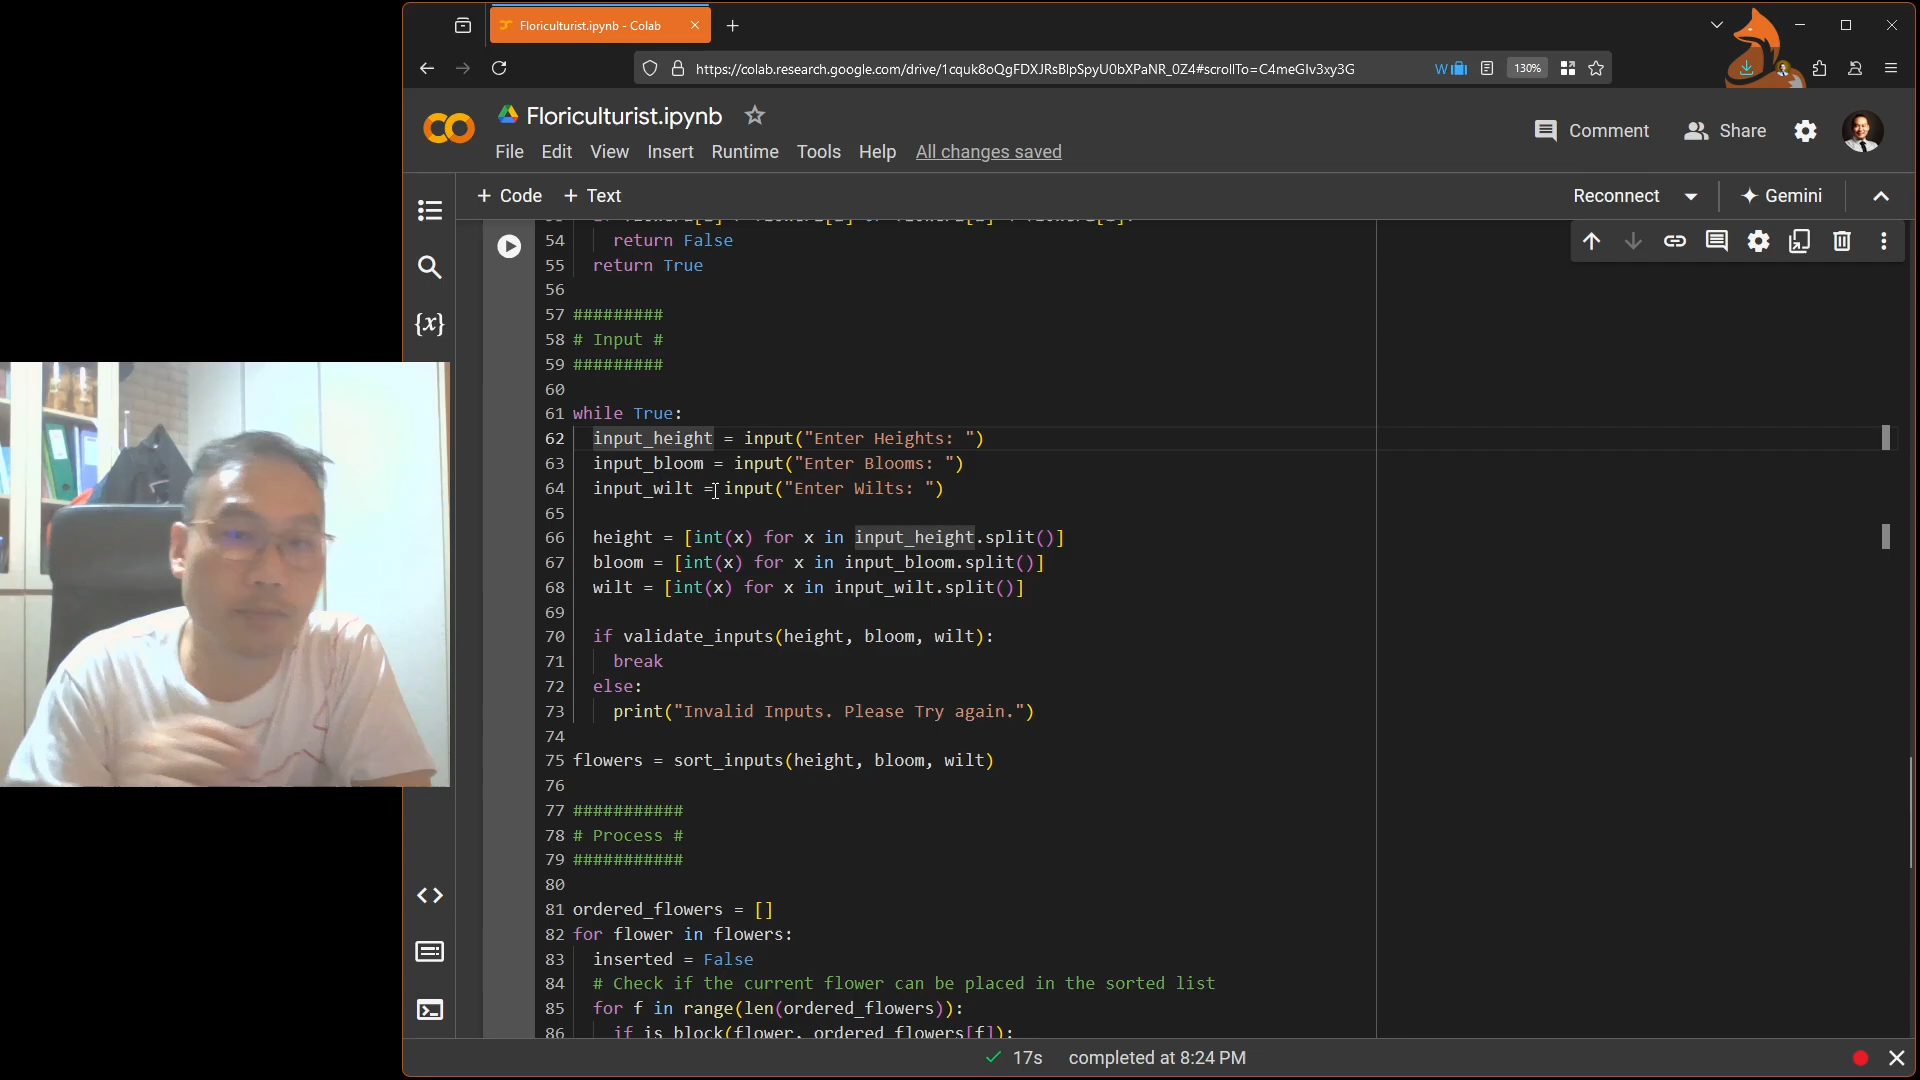 Floriculturist.ipynb - Colab
https://colab.research.google.com/drive/1cquk8oQgFDXJRsBlpSpyU0bXPaNR_0Z4#scrollTo=C4meGIv3xy3G
W
130%
CO
Floriculturist.ipynb
Comment
Share
File Edit View Insert Runtime Tools Help All changes saved
+ Code + Text
Reconnect
Gemini
{x}
54 return False
55 return True
56
57 #########
58 # Input #
59 #########
60
61 while True:
62 input_height = input("Enter Heights: ")
63 input_bloom = input("Enter Blooms: ")
64 input_wilt = input("Enter Wilts: ")
65
66 height = [int(x) for x in input_height.split()]
67 bloom = [int(x) for x in input_bloom.split()]
68 wilt = [int(x) for x in input_wilt.split()]
69
70 if validate_inputs(height, bloom, wilt):
71 break
72 else:
73 print("Invalid Inputs. Please Try again.")
74
75 flowers = sort_inputs(height, bloom, wilt)
76
77 ###########
78 # Process #
79 ###########
80
81 ordered_flowers = []
82 for flower in flowers:
83 inserted = False
84 # Check if the current flower can be placed in the sorted list
85 for f in range(len(ordered_flowers)):
86 if is_block(flower, ordered_flowers[f]):
17s completed at 8:24 PM